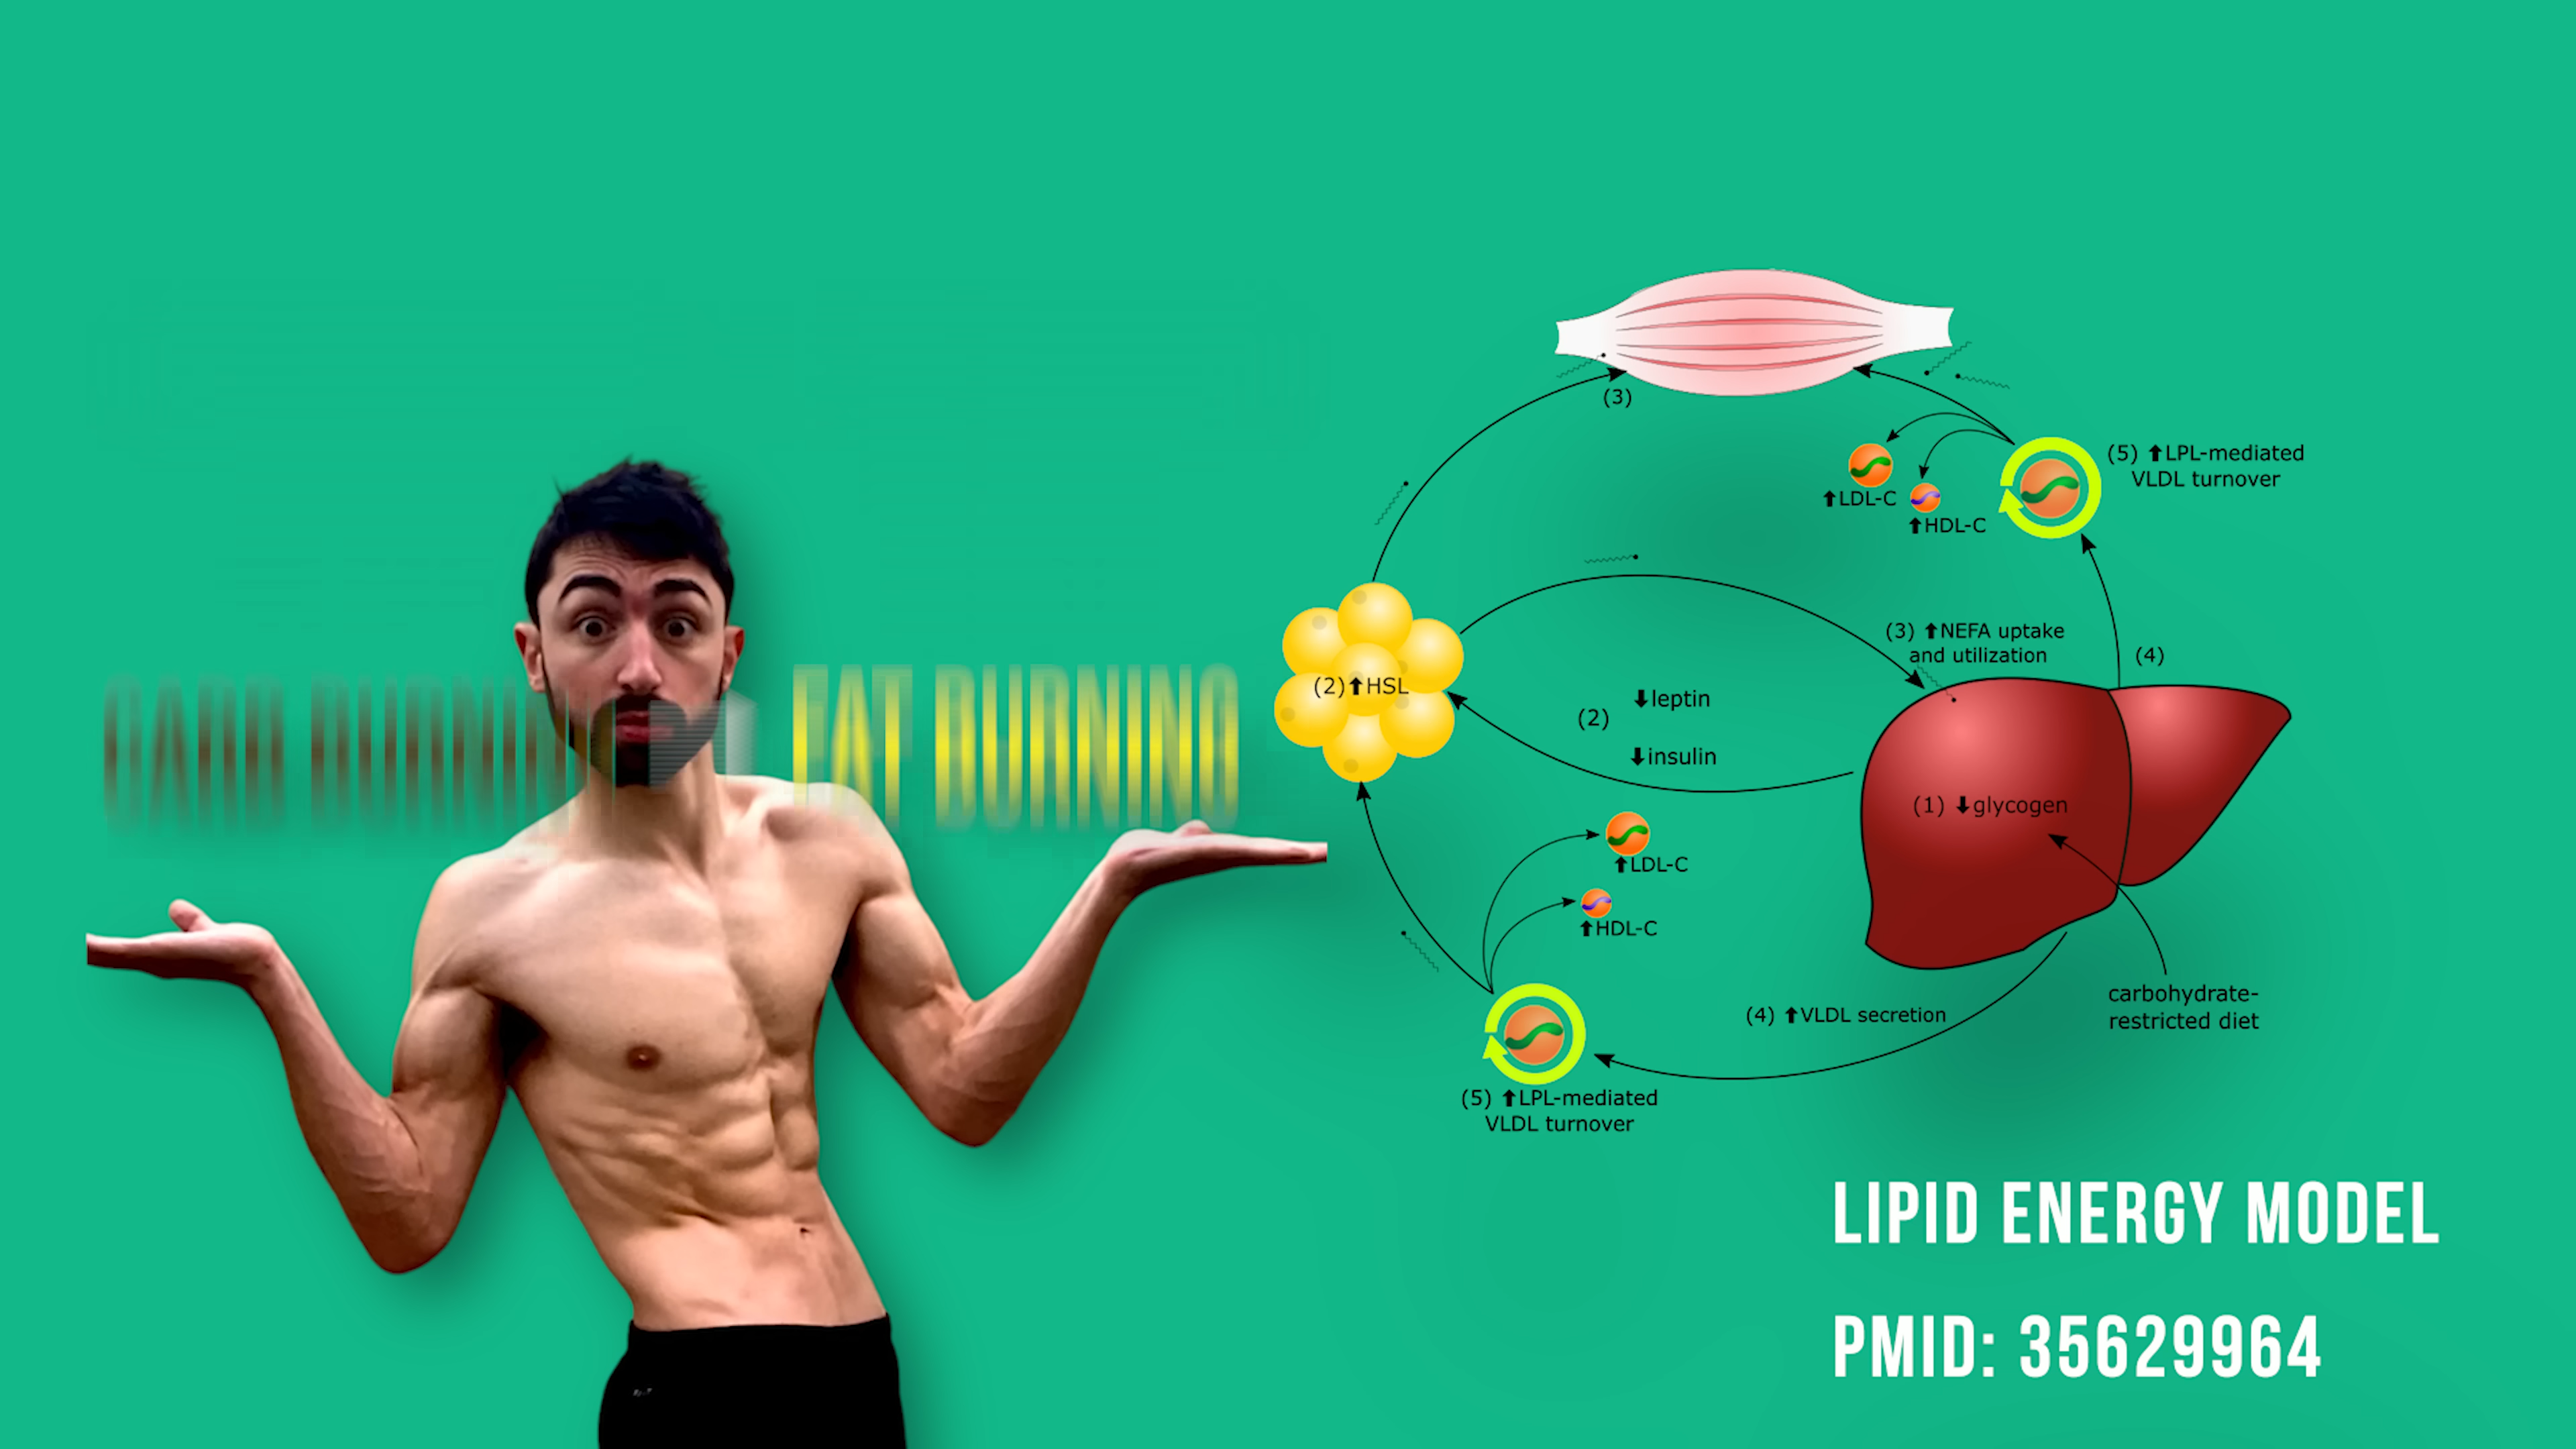 CARB BURNING
FAT BURNING
(3)
(5) ⬆LPL-mediated
VLDL turnover
⬆LDL-C
⬆HDL-C
(3) ⬆NEFA uptake
and utilization
(4)
(2)⬆HSL
⬇leptin
(2)
⬇insulin
(1) ⬇glycogen
⬆LDL-C
⬆HDL-C
carbohydrate-
restricted diet
(4) ⬆VLDL secretion
(5) ⬆LPL-mediated
VLDL turnover
LIPID ENERGY MODEL
PMID: 35629964